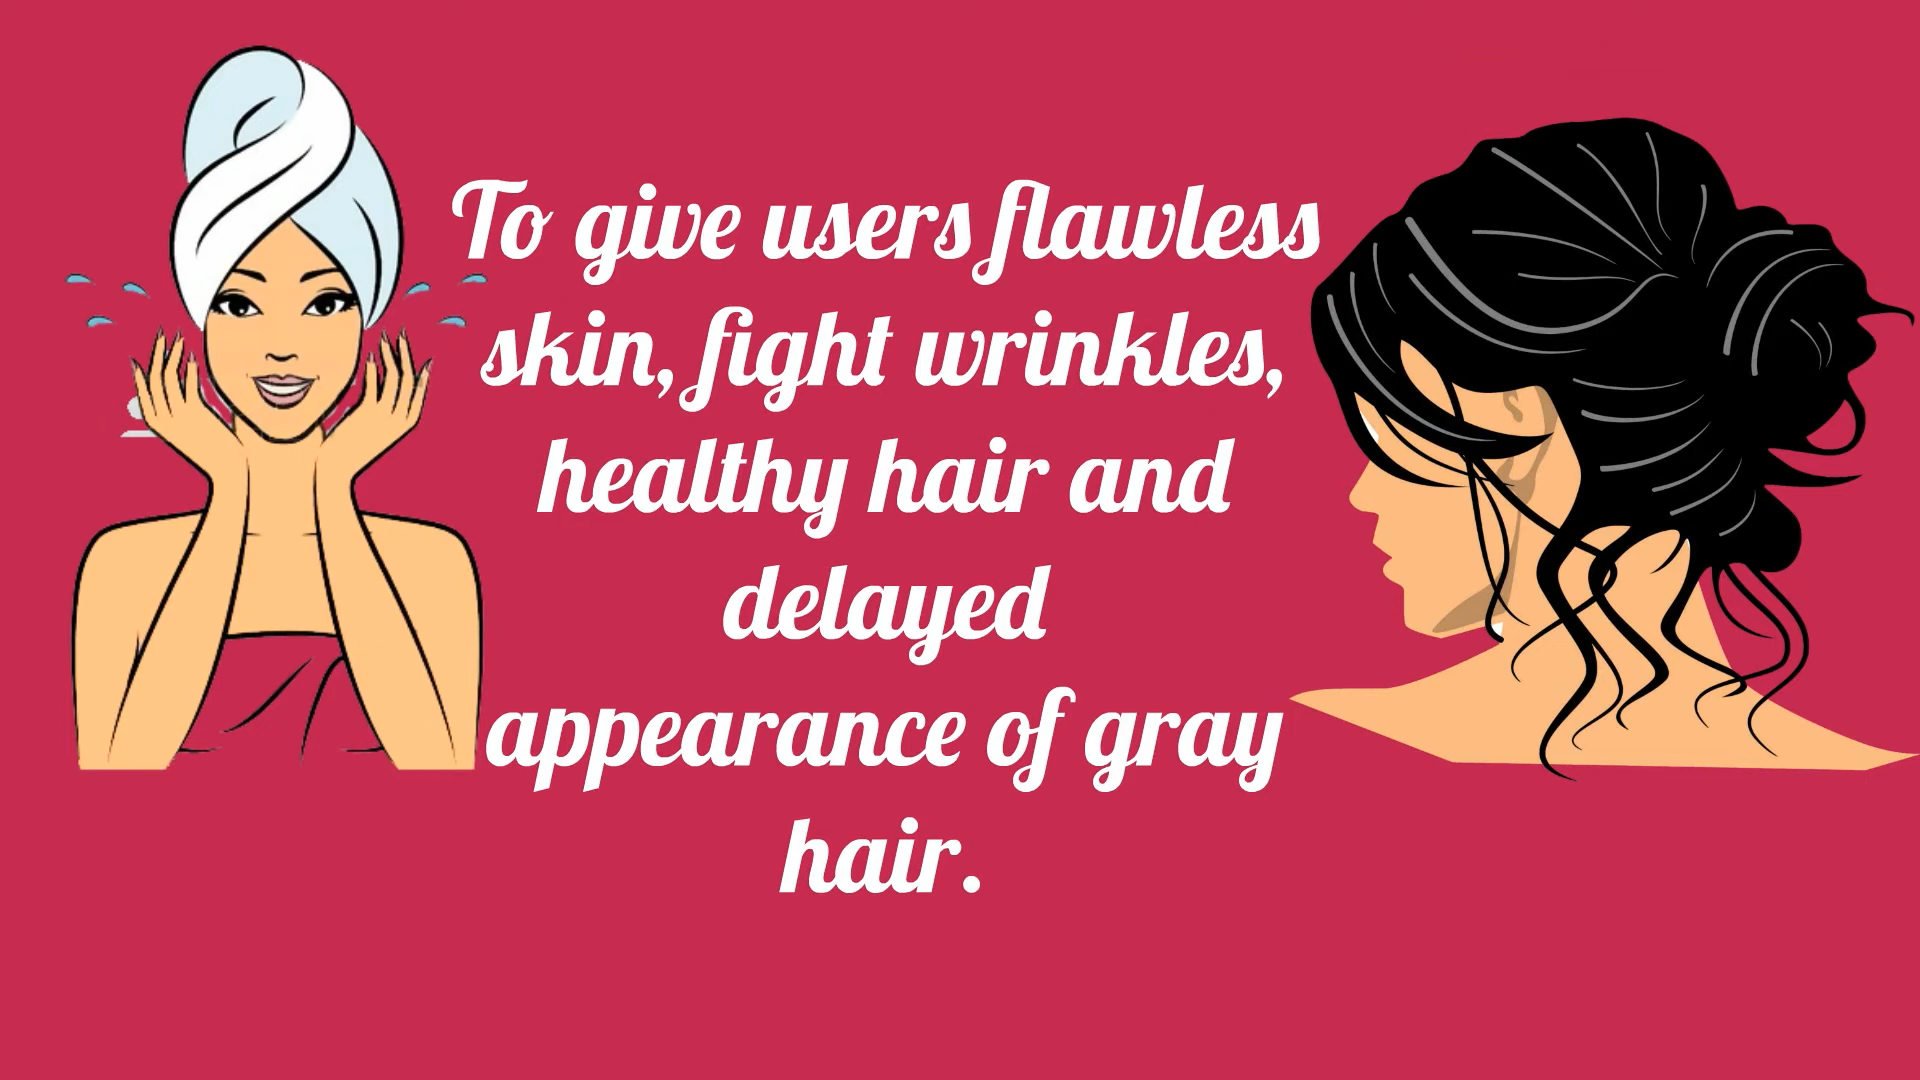 To give users flawless
skin, fight wrinkles,
healthy hair and
delayed
appearance of gray
hair.